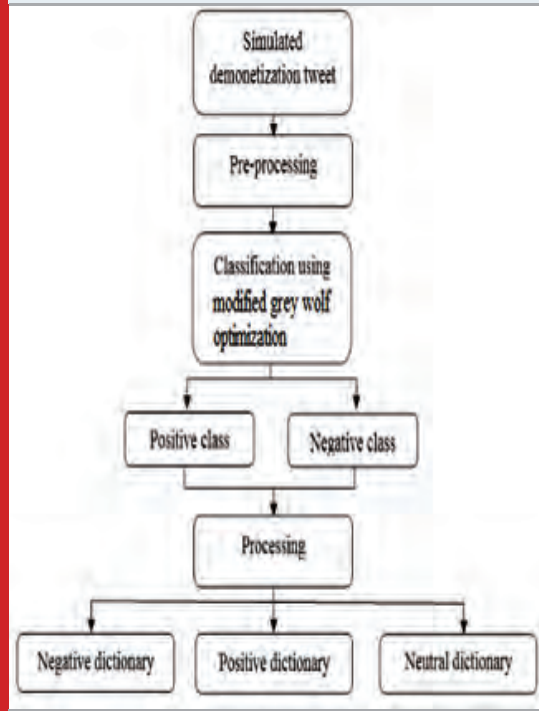 Simulated
demonetization tweet
Pre-processing
Classification using
modified grey wolf
optimization
Positive class
Negative class
Processing
Negative dictionary
Positive dictionary
Neutral dictionary